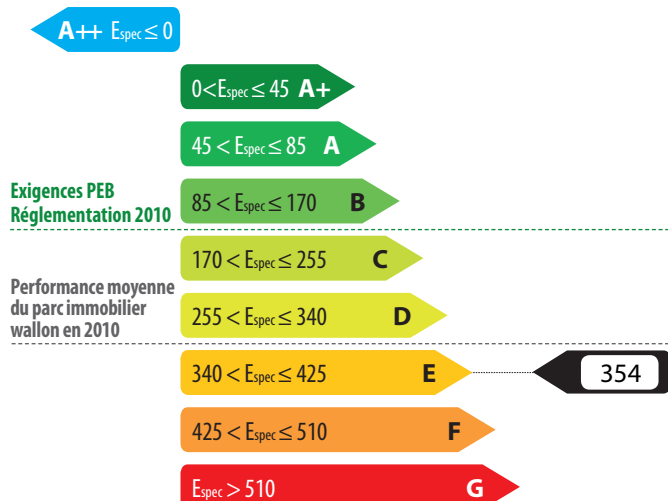 A++ Espec ≤ 0
0<Espec ≤ 45 A+
45 < Espec ≤ 85 A
Exigences PEB
Réglementation 2010
85 < Espec ≤ 170 B
170 < Espec ≤ 255 C
Performance moyenne
du parc immobilier
wallon en 2010
255 < Espec ≤ 340 D
340 < Espec ≤ 425 E
354
425 < Espec ≤ 510 F
Espec > 510 G